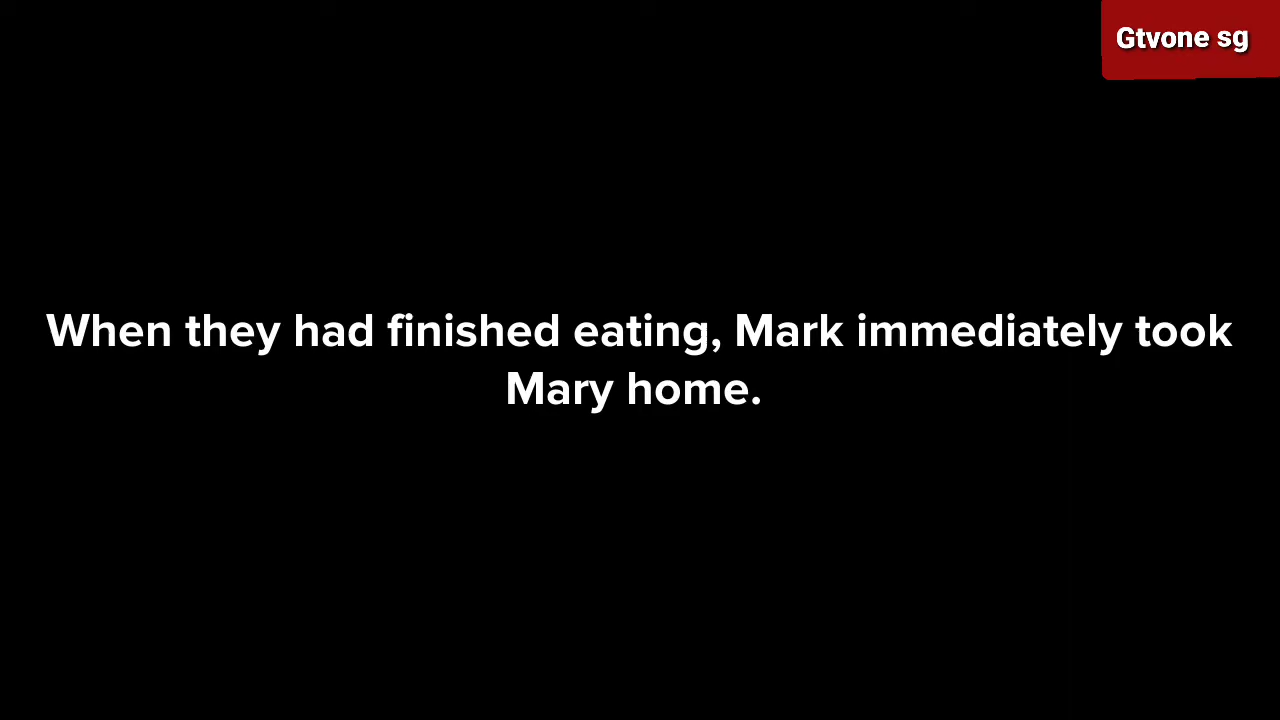 Gtvone sg
When they had finished eating, Mark immediately took
Mary home.